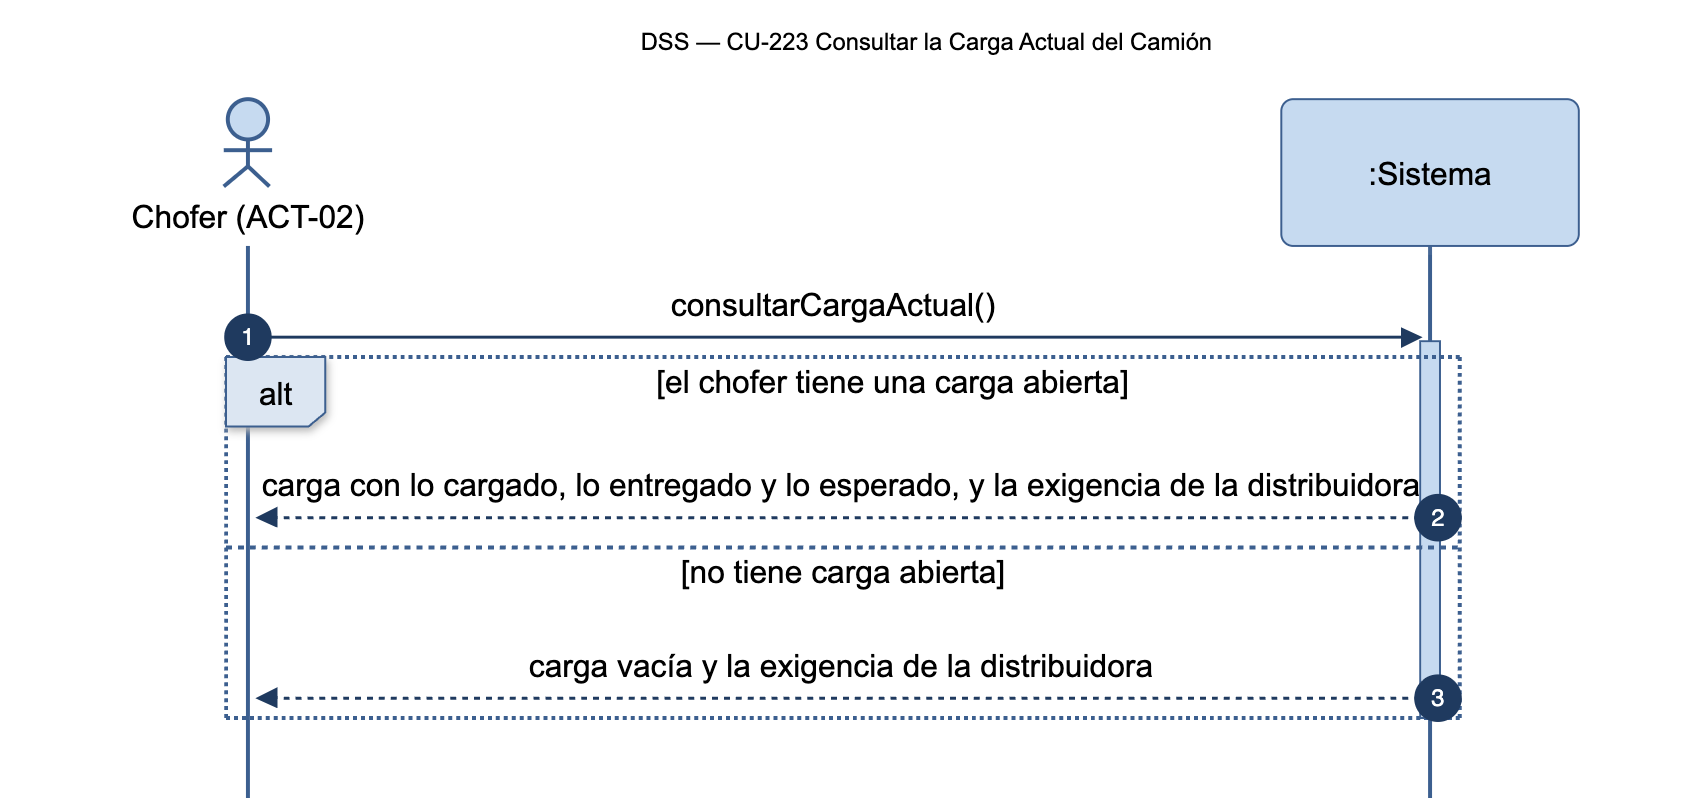 DSS — CU-223 Consultar la Carga Actual del Camión
:Sistema
Chofer (ACT-02)
consultarCargaActual()
1
alt
[el chofer tiene una carga abierta]
carga con lo cargado, lo entregado y lo esperado, y la exigencia de la distribuidora
2
[no tiene carga abierta]
carga vacía y la exigencia de la distribuidora
3